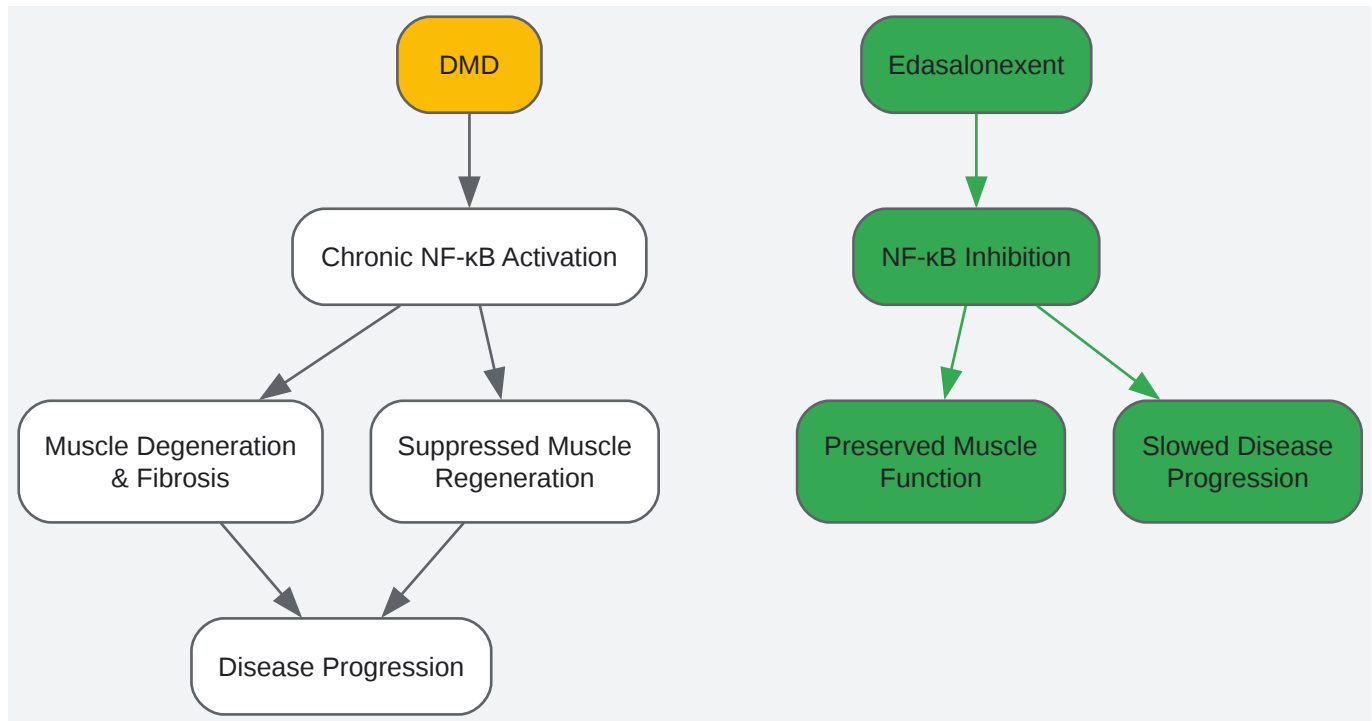 DMD
Edasalonexent
Chronic NF-κB Activation
NF-κB Inhibition
Muscle Degeneration
& Fibrosis
Suppressed Muscle
Regeneration
Preserved Muscle
Function
Slowed Disease
Progression
Disease Progression